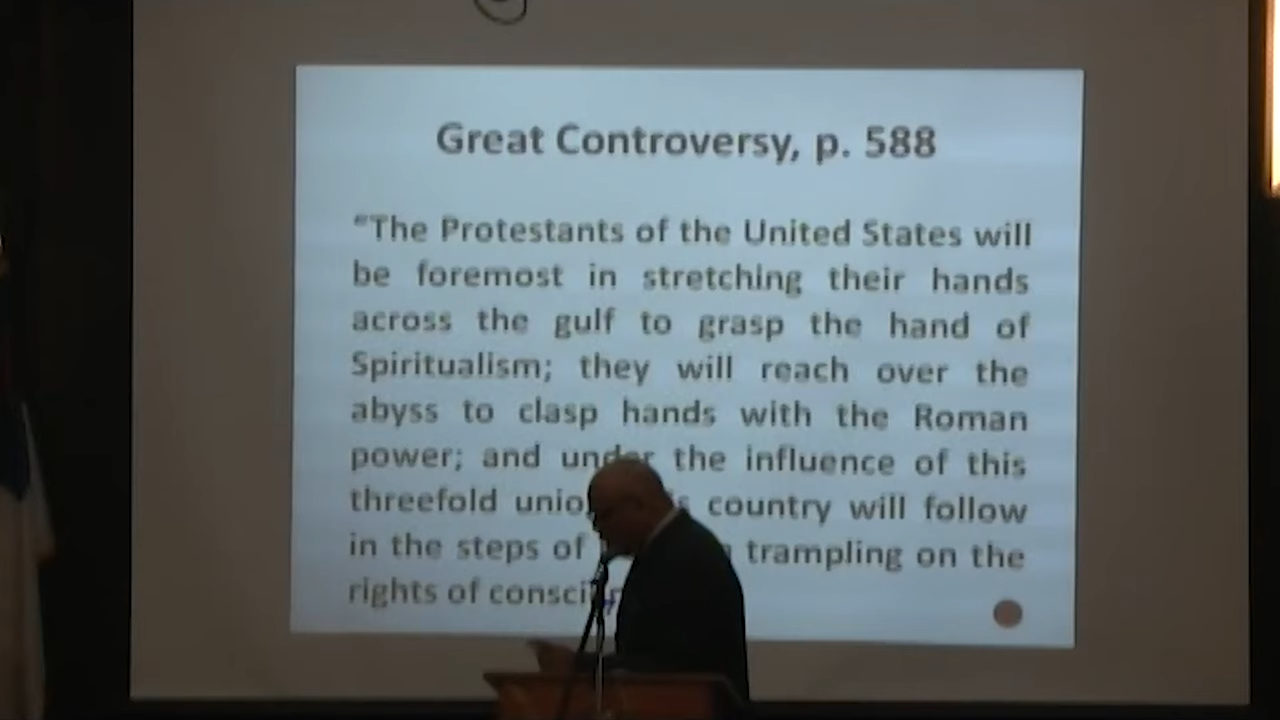 Great Controversy, p. 588
"The Protestants of the United States will
be foremost in stretching their hands
across the gulf to grasp the hand of
Spiritualism; they will reach over the
abyss to clasp hands with the Roman
power; and under the influence of this
threefold country will follow
in the steps of trampling on the
rights of